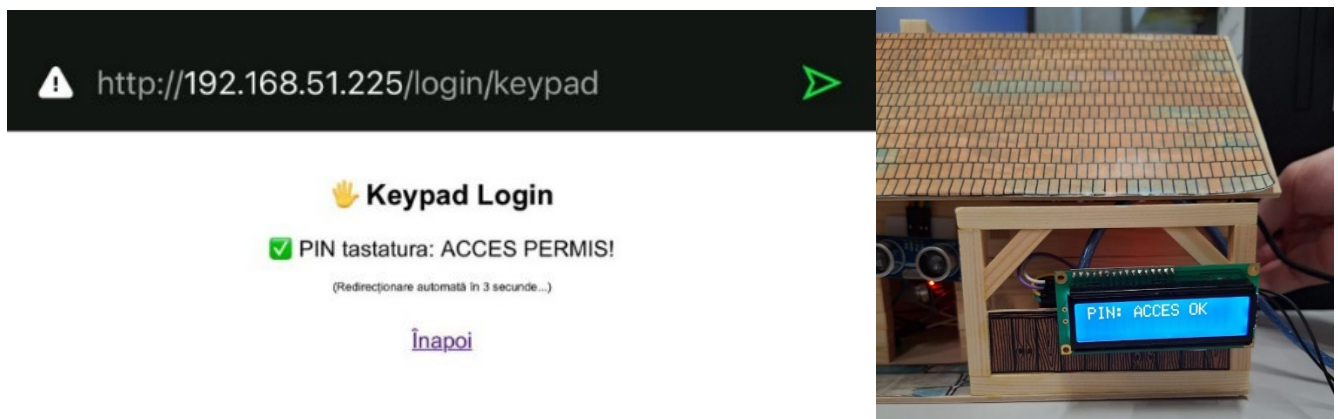 http://192.168.51.225/login/keypad
🖐 Keypad Login
✅ PIN tastatura: ACCES PERMIS!
(Redirecționare automată în 3 secunde...)
Înapoi
PIN: ACCES OK